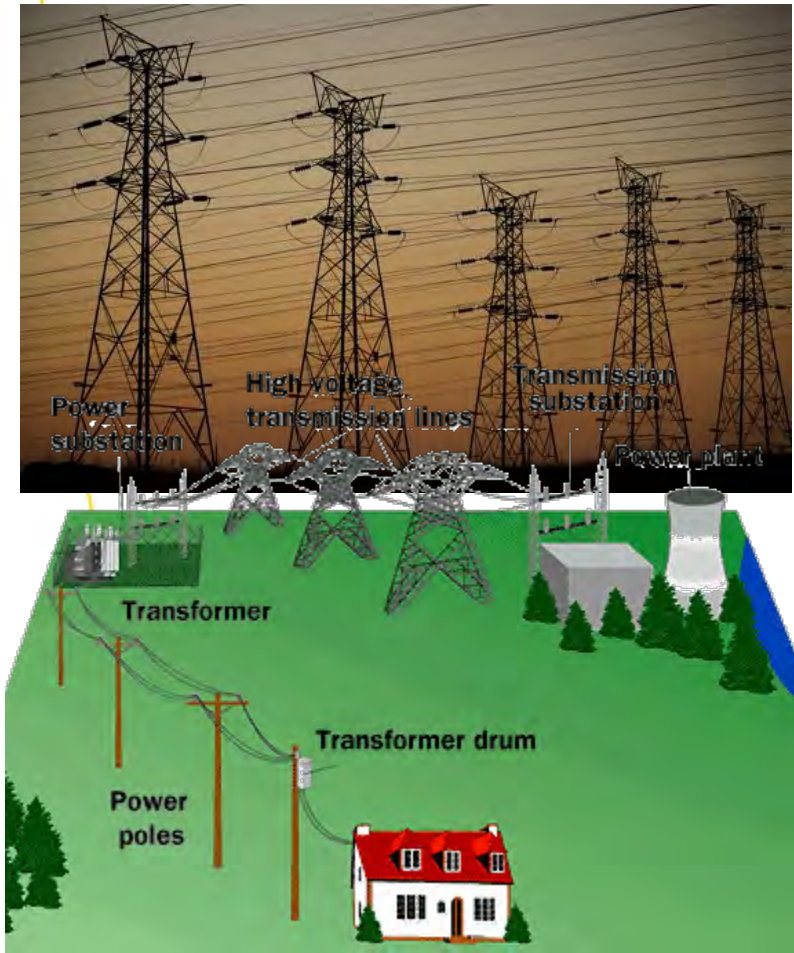 High voltage
transmission lines
Transmission
substation
Power
substation
Power plant
Transformer
Transformer drum
Power
poles